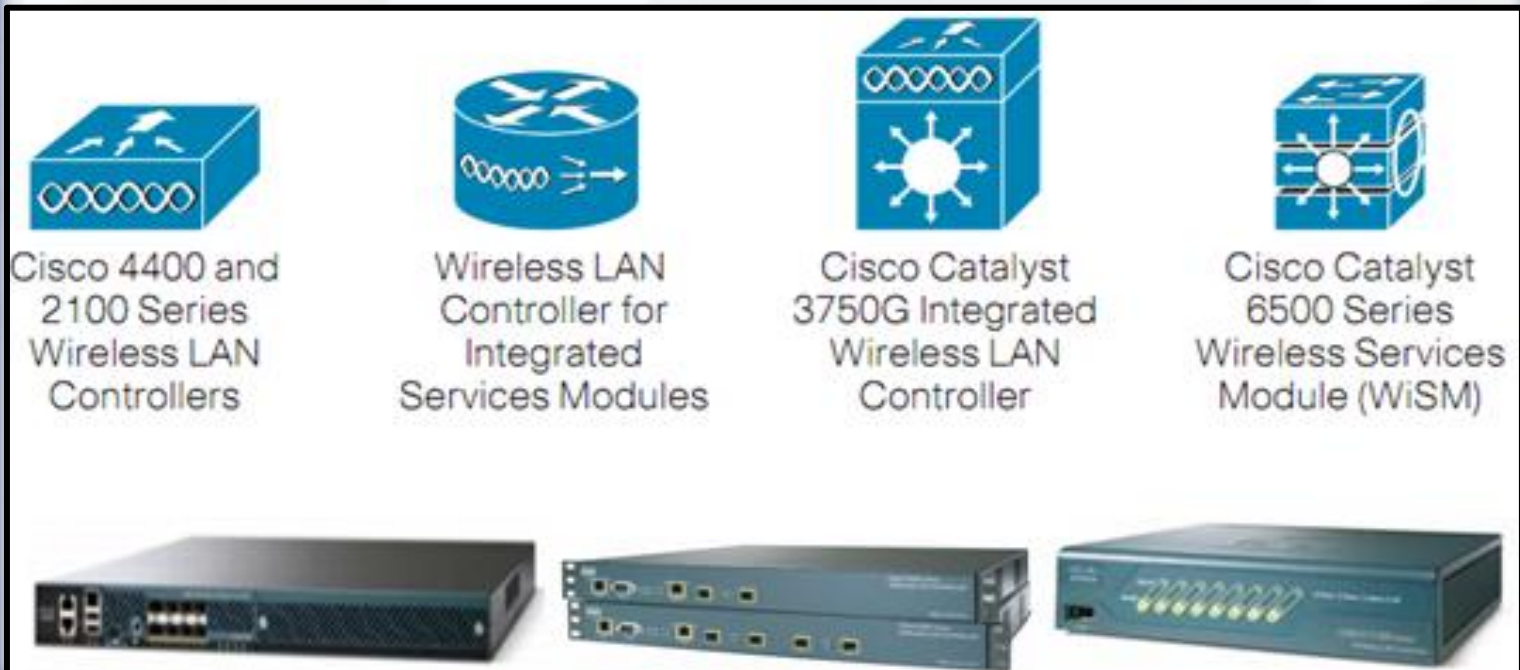 Cisco 4400 and
2100 Series
Wireless LAN
Controllers
Wireless LAN
Controller for
Integrated
Services Modules
Cisco Catalyst
3750G Integrated
Wireless LAN
Controller
Cisco Catalyst
6500 Series
Wireless Services
Module (WiSM)